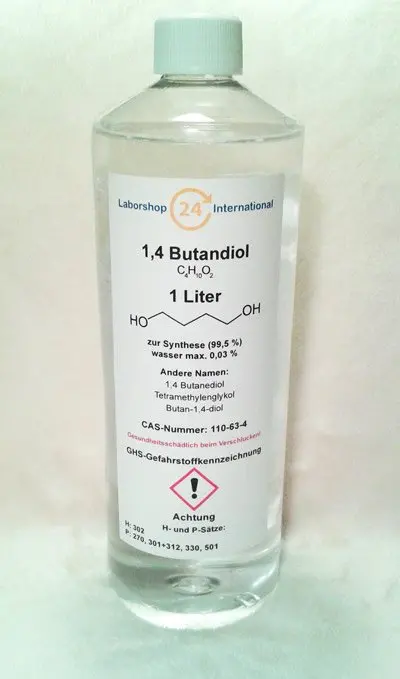 Laborshop 24 International
1,4 Butandiol
C4H10O2
1 Liter
HO OH
zur Synthese (99,5 %)
wasser max. 0,03 %
Andere Namen:
1,4 Butanediol
Tetramethylenglykol
Butan-1,4-diol
CAS-Nummer: 110-63-4
Gesundheitsschädlich beim Verschlucken!
GHS-Gefahrstoffkennzeichnung
!
Achtung
H- und P-Sätze:
H: 302
P: 270, 301+312, 330, 501